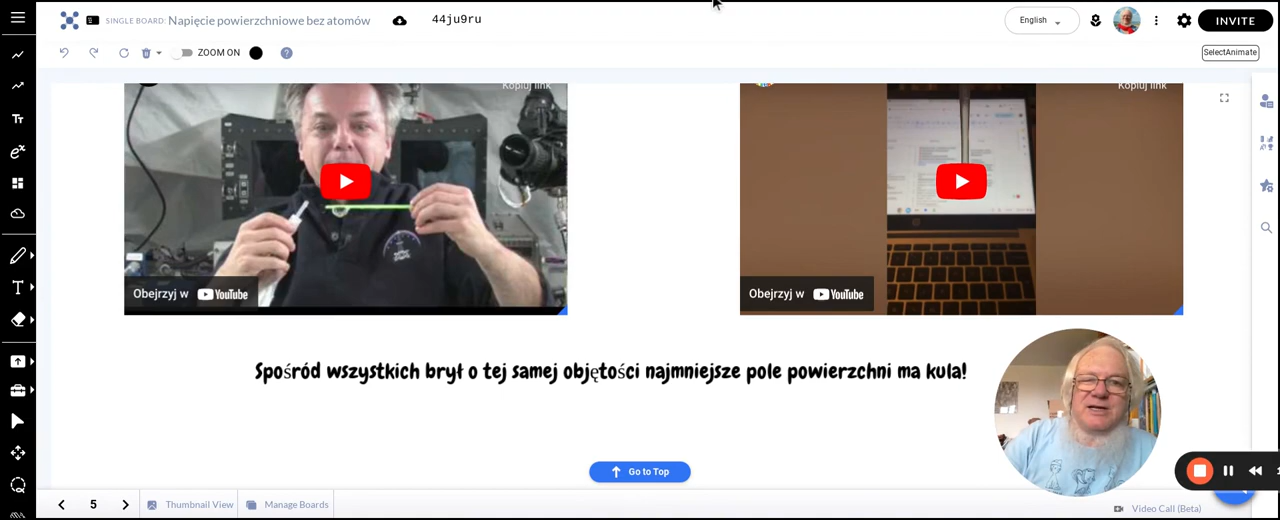 SINGLE BOARD: Napięcie powierzchniowe bez atomów
44ju9ru
English
INVITE
ZOOM ON
SelectAnimate
Kopiuj link
Kopiuj link
Obejrzyj w YouTube
Obejrzyj w YouTube
Spośród wszystkich brył o tej samej objętości najmniejsze pole powierzchni ma kula!
Go to Top
5
Thumbnail View
Manage Boards
Video Call (Beta)